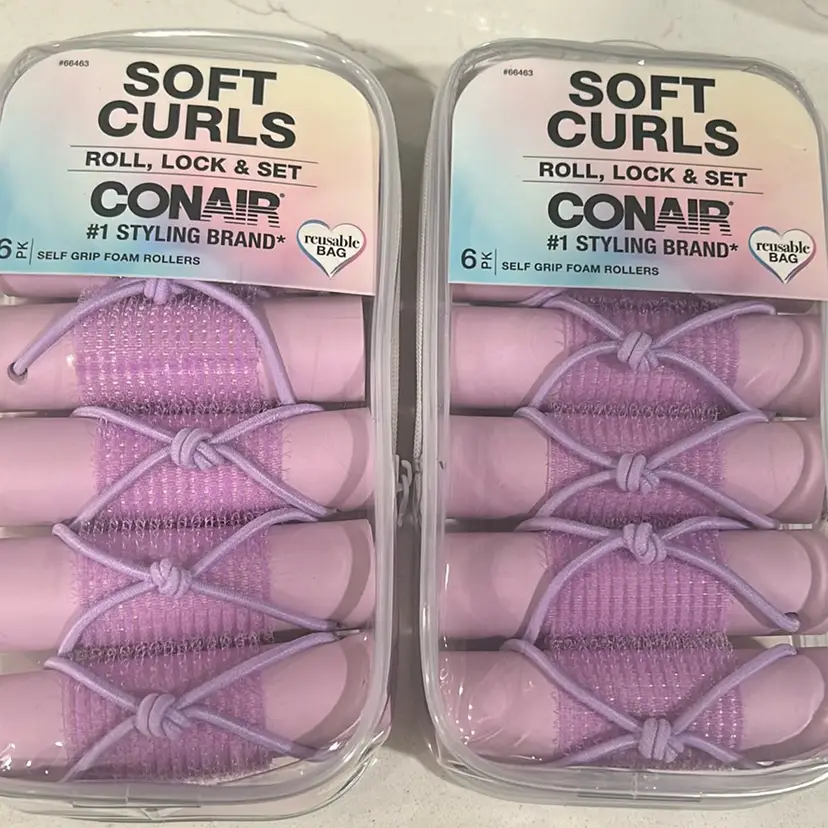 #66463
SOFT
CURLS
ROLL, LOCK & SET
CONAIR®
#1 STYLING BRAND*
reusable
BAG
6 PK
SELF GRIP FOAM ROLLERS
#66463
SOFT
CURLS
ROLL, LOCK & SET
CONAIR®
#1 STYLING BRAND*
reusable
BAG
6 PK
SELF GRIP FOAM ROLLERS